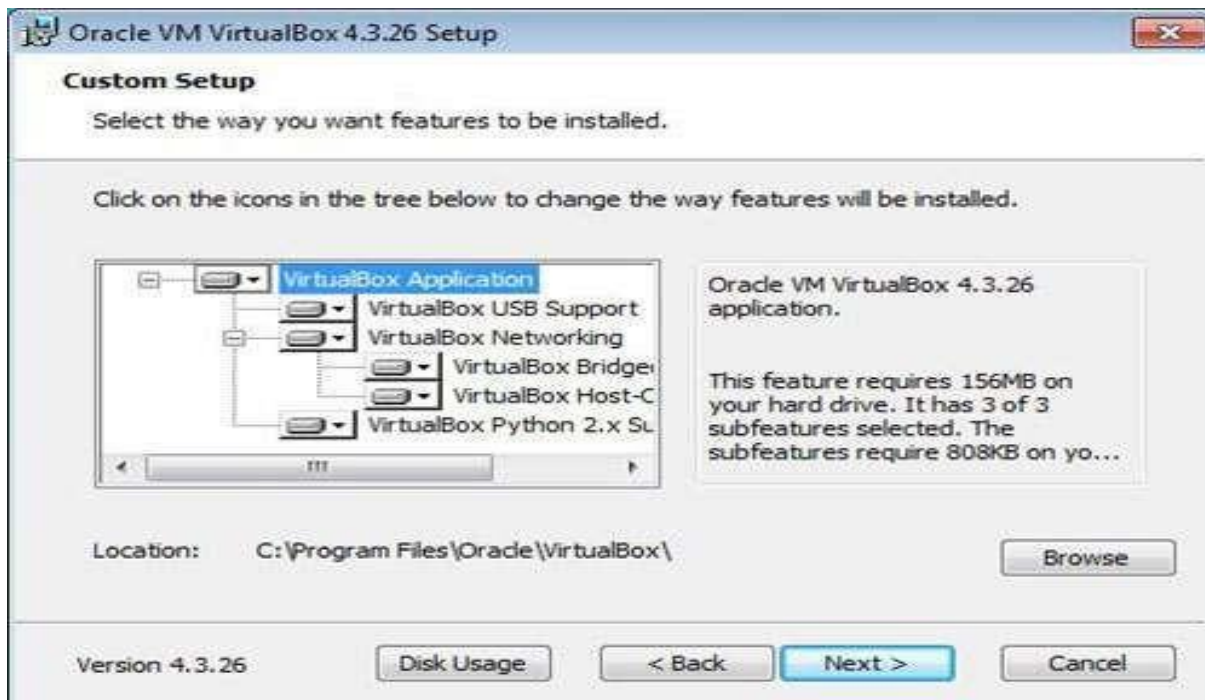 Oracle VM VirtualBox 4.3.26 Setup
Custom Setup
Select the way you want features to be installed.
Click on the icons in the tree below to change the way features will be installed.
VirtualBox Application
VirtualBox USB Support
VirtualBox Networking
VirtualBox Bridge
VirtualBox Host-C
VirtualBox Python 2.x Su
Oracle VM VirtualBox 4.3.26
application.
This feature requires 156MB on
your hard drive. It has 3 of 3
subfeatures selected. The
subfeatures require 808KB on yo...
Location: C:\Program Files\Oracle\VirtualBox\
Browse
Version 4.3.26 Disk Usage < Back Next > Cancel